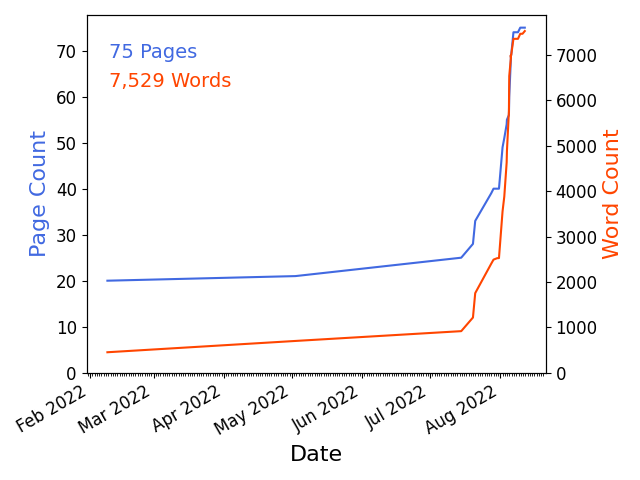 75 Pages
7,529 Words
70
60
50
40
30
20
10
0
Page Count
7000
6000
5000
4000
3000
2000
1000
0
Word Count
Feb 2022
Mar 2022
Apr 2022
May 2022
Jun 2022
Jul 2022
Aug 2022
Date